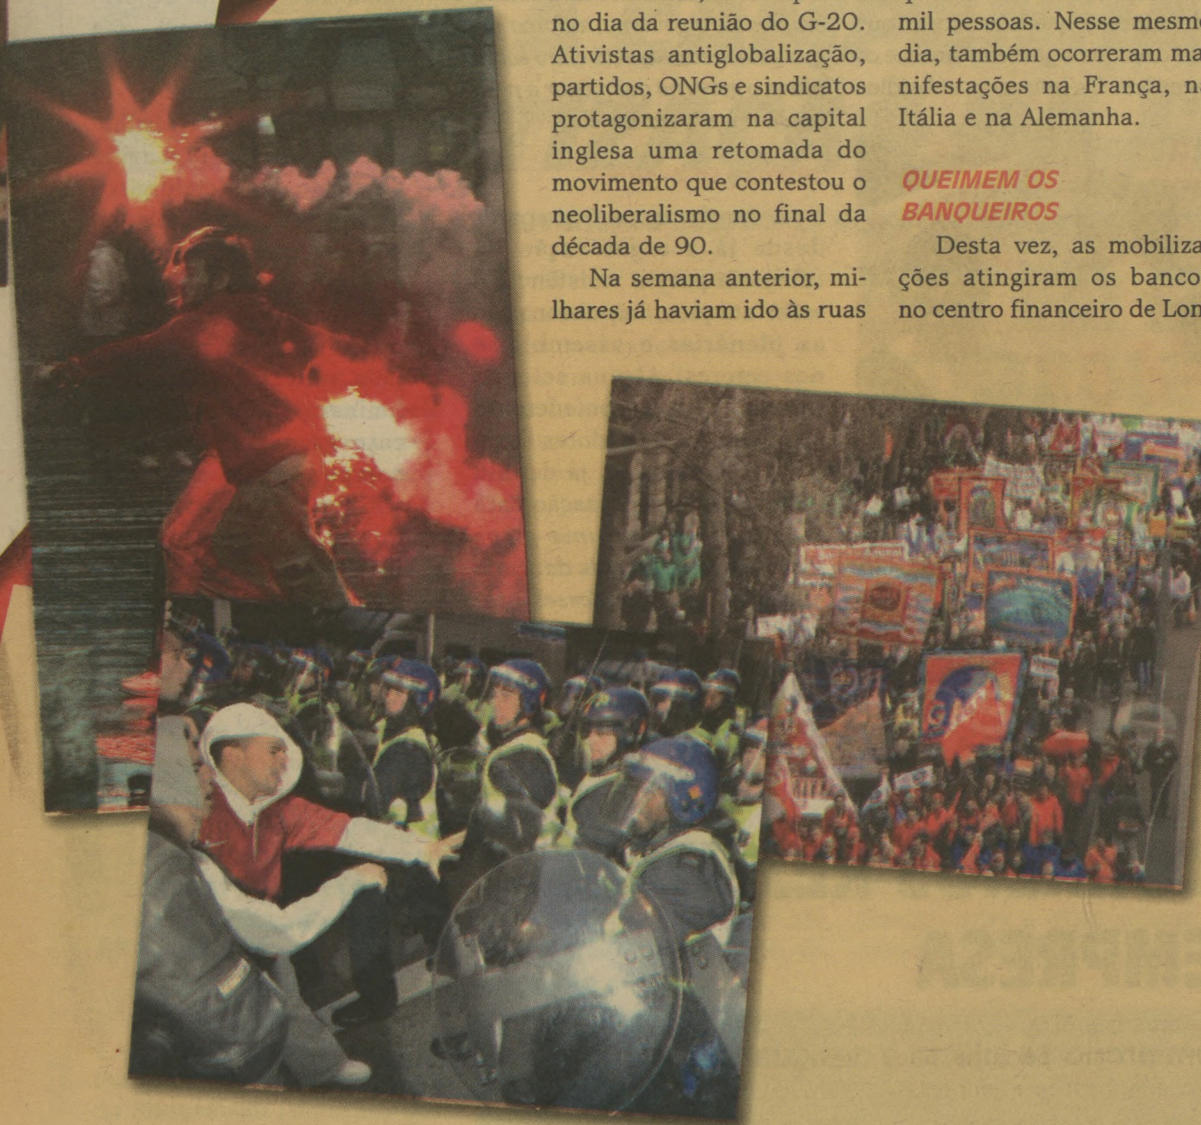 no dia da reunião do G-20.
Ativistas antiglobalização,
partidos, ONGs e sindicatos
protagonizaram na capital
inglesa uma retomada do
movimento que contestou o
neoliberalismo no final da
década de 90.
Na semana anterior, mi-
lhares já haviam ido às ruas
mil pessoas. Nesse mesmo
dia, também ocorreram ma-
nifestações na França, na
Itália e na Alemanha.
QUEIMEM OS
BANQUEIROS
Desta vez, as mobiliza-
ções atingiram os banco
no centro financeiro de Lon